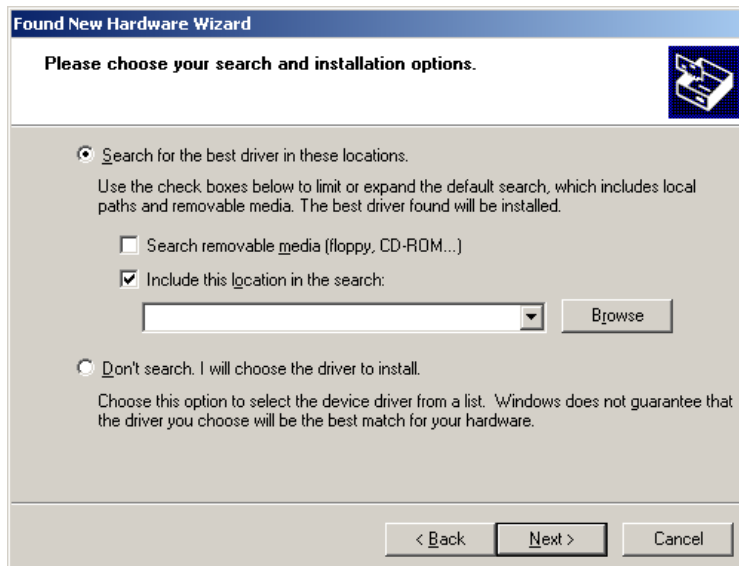 Found New Hardware Wizard
Please choose your search and installation options.
Search for the best driver in these locations.
Use the check boxes below to limit or expand the default search, which includes local
paths and removable media. The best driver found will be installed.
Search removable media (floppy, CD-ROM...)
Include this location in the search:
Browse
Don't search. I will choose the driver to install.
Choose this option to select the device driver from a list.  Windows does not guarantee that
the driver you choose will be the best match for your hardware.
< Back Next > Cancel